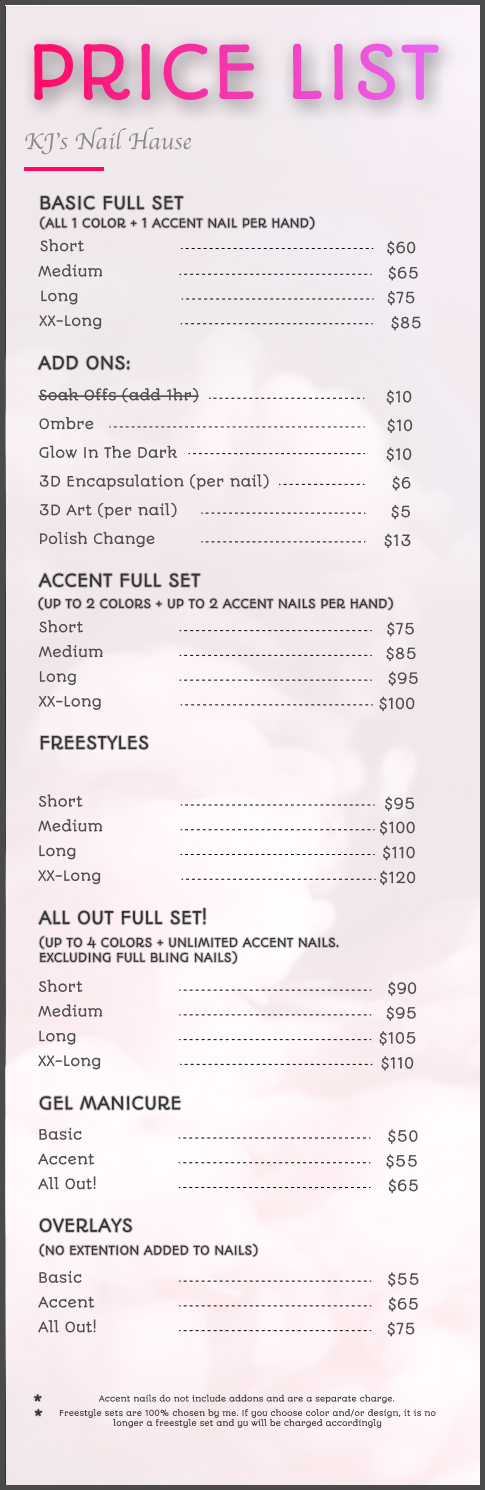 PRICE LIST
KJ's Nail Hause
BASIC FULL SET
(ALL 1 COLOR + 1 ACCENT NAIL PER HAND)
Short $60
Medium $65
Long $75
XX-Long $85
ADD ONS:
Soak Offs (add 1hr) $10
Ombre $10
Glow In The Dark $10
3D Encapsulation (per nail) $6
3D Art (per nail) $5
Polish Change $13
ACCENT FULL SET
(UP TO 2 COLORS + UP TO 2 ACCENT NAILS PER HAND)
Short $75
Medium $85
Long $95
XX-Long $100
FREESTYLES
Short $95
Medium $100
Long $110
XX-Long $120
ALL OUT FULL SET!
(UP TO 4 COLORS + UNLIMITED ACCENT NAILS.
EXCLUDING FULL BLING NAILS)
Short $90
Medium $95
Long $105
XX-Long $110
GEL MANICURE
Basic $50
Accent $55
All Out! $65
OVERLAYS
(NO EXTENTION ADDED TO NAILS)
Basic $55
Accent $65
All Out! $75
* Accent nails do not include addons and are a separate charge.
* Freestyle sets are 100% chosen by me. If you choose color and/or design, it is no
longer a freestyle set and yu will be charged accordingly